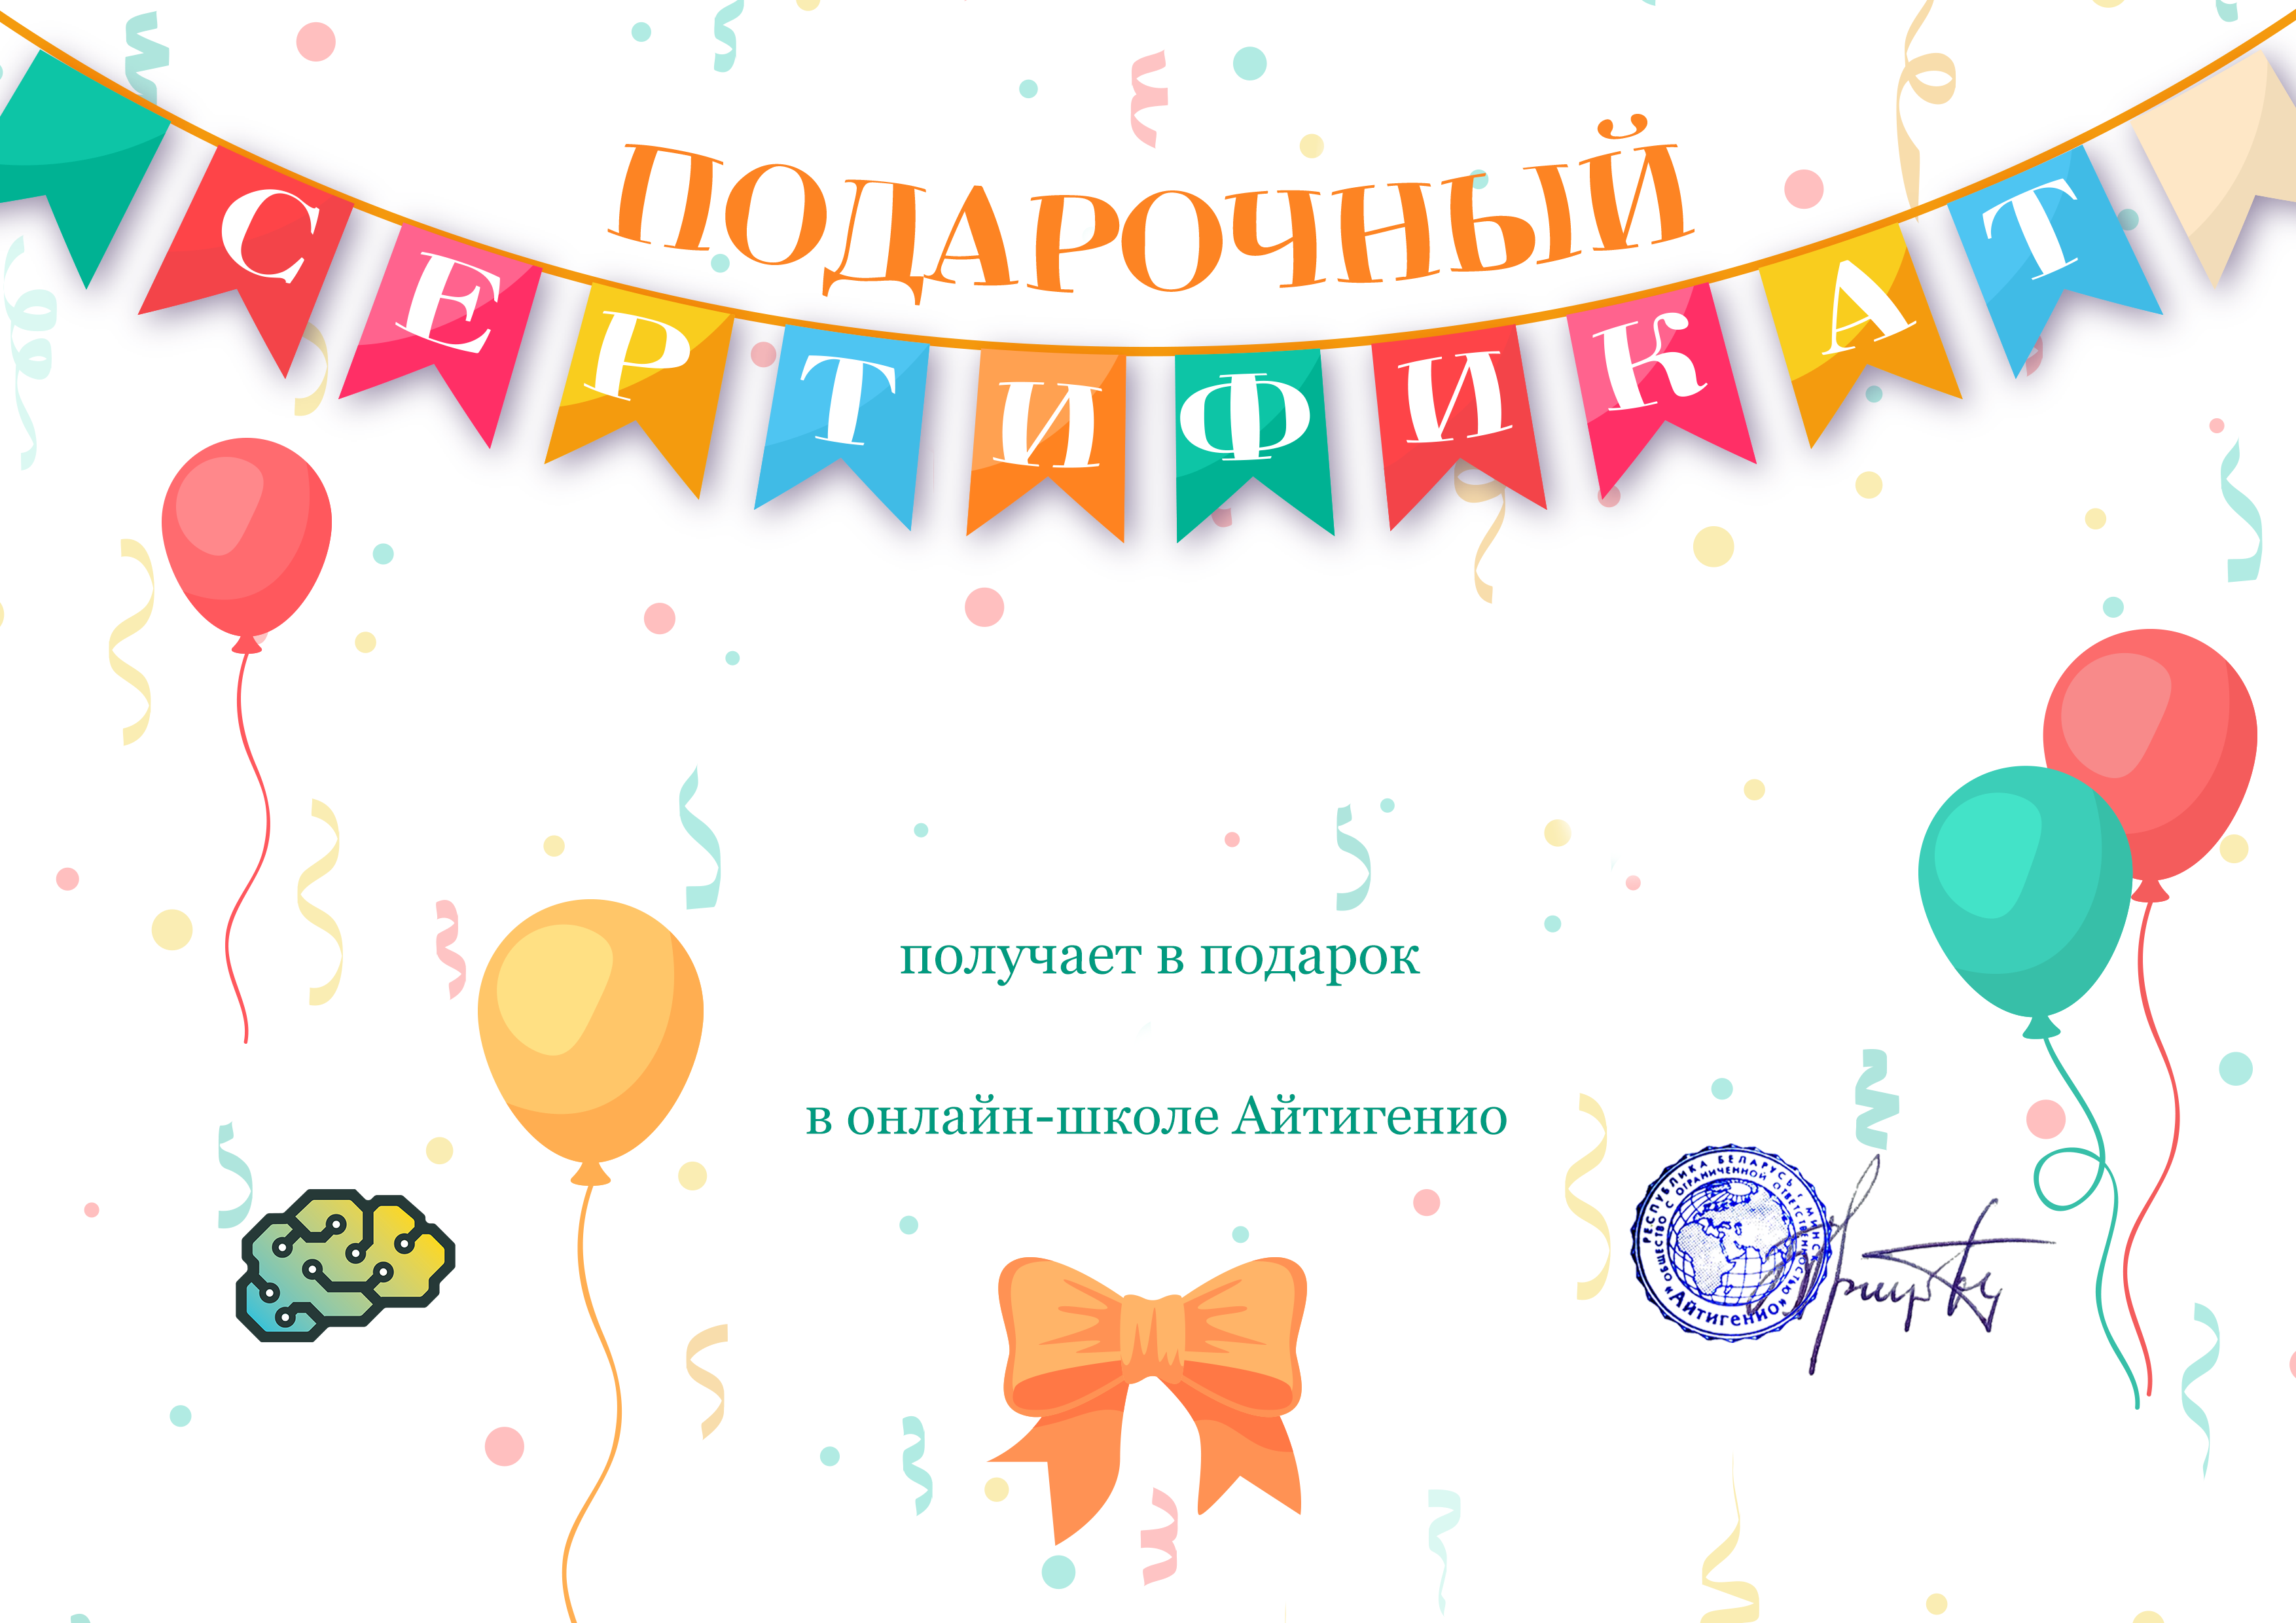 ПОДАРОЧНЫЙ
СЕРТИФИКАТ
получает в подарок
в онлайн-школе Айтигенио
РЕСПУБЛИКА БЕЛАРУСЬ Г. МИНСК
ОБЩЕСТВО С ОГРАНИЧЕННОЙ ОТВЕТСТВЕННОСТЬЮ
«Айтигенио»